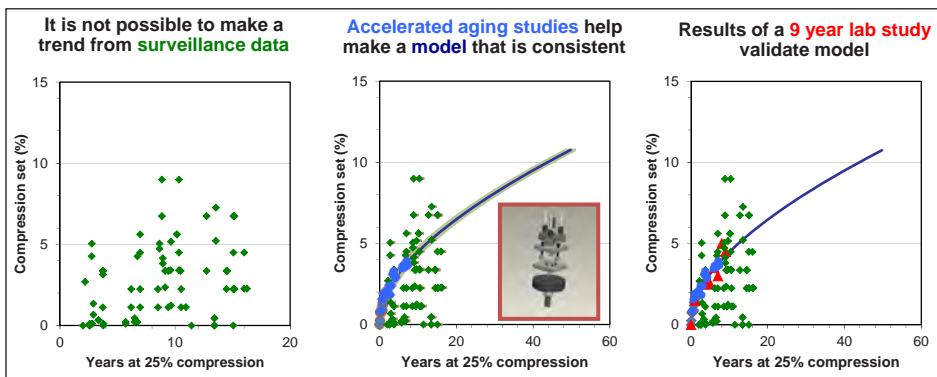 It is not possible to make a
trend from surveillance data
15
10
5
0
0
10
20
Compression set (%)
Years at 25% compression
Accelerated aging studies help
make a model that is consistent
15
10
5
0
0
20
40
60
Compression set (%)
Years at 25% compression
Results of a 9 year lab study
validate model
15
10
5
0
0
20
40
60
Compression set (%)
Years at 25% compression